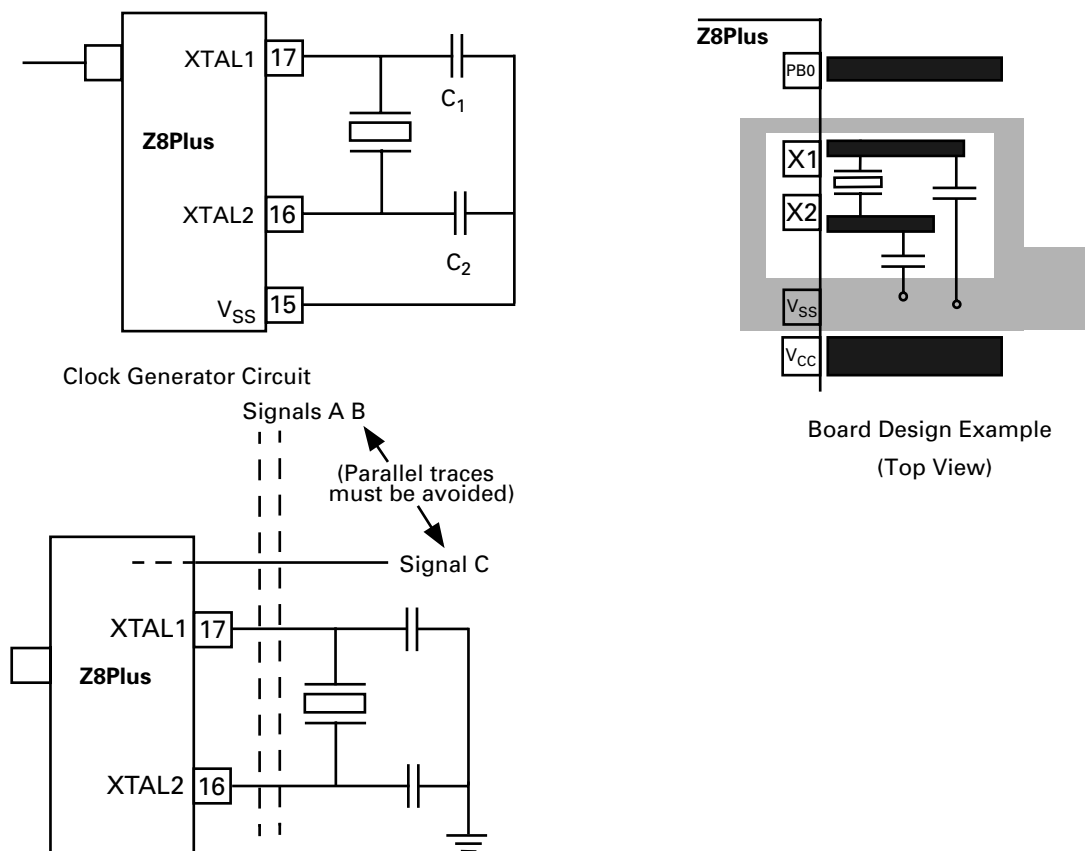 XTAL1 17
C1
Z8Plus
XTAL2 16
C2
VSS 15
Clock Generator Circuit
Z8Plus
PB0
X1
X2
VSS
VCC
Board Design Example
(Top View)
Signals A B
(Parallel traces
must be avoided)
Signal C
XTAL1 17
Z8Plus
XTAL2 16